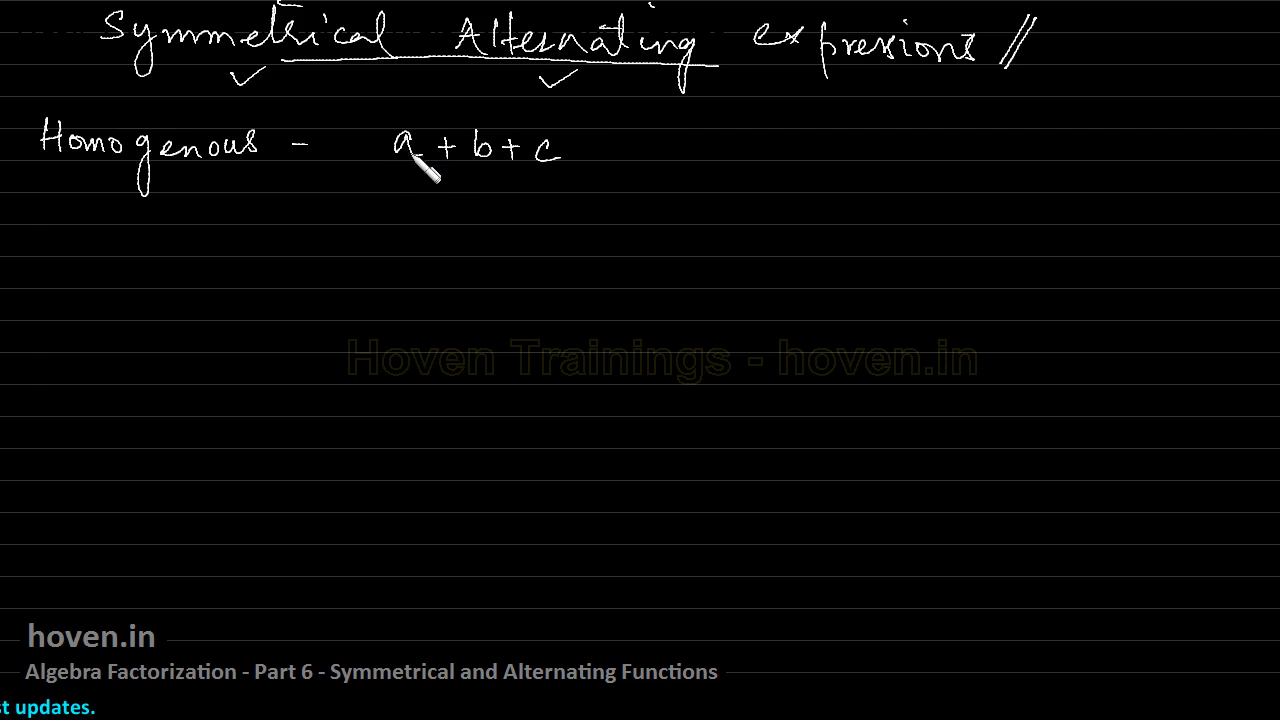 Symmetrical Alternating expressions //
Homogenous - a + b + c
Hoven Trainings - hoven.in
hoven.in
Algebra Factorization - Part 6 - Symmetrical and Alternating Functions
st updates.